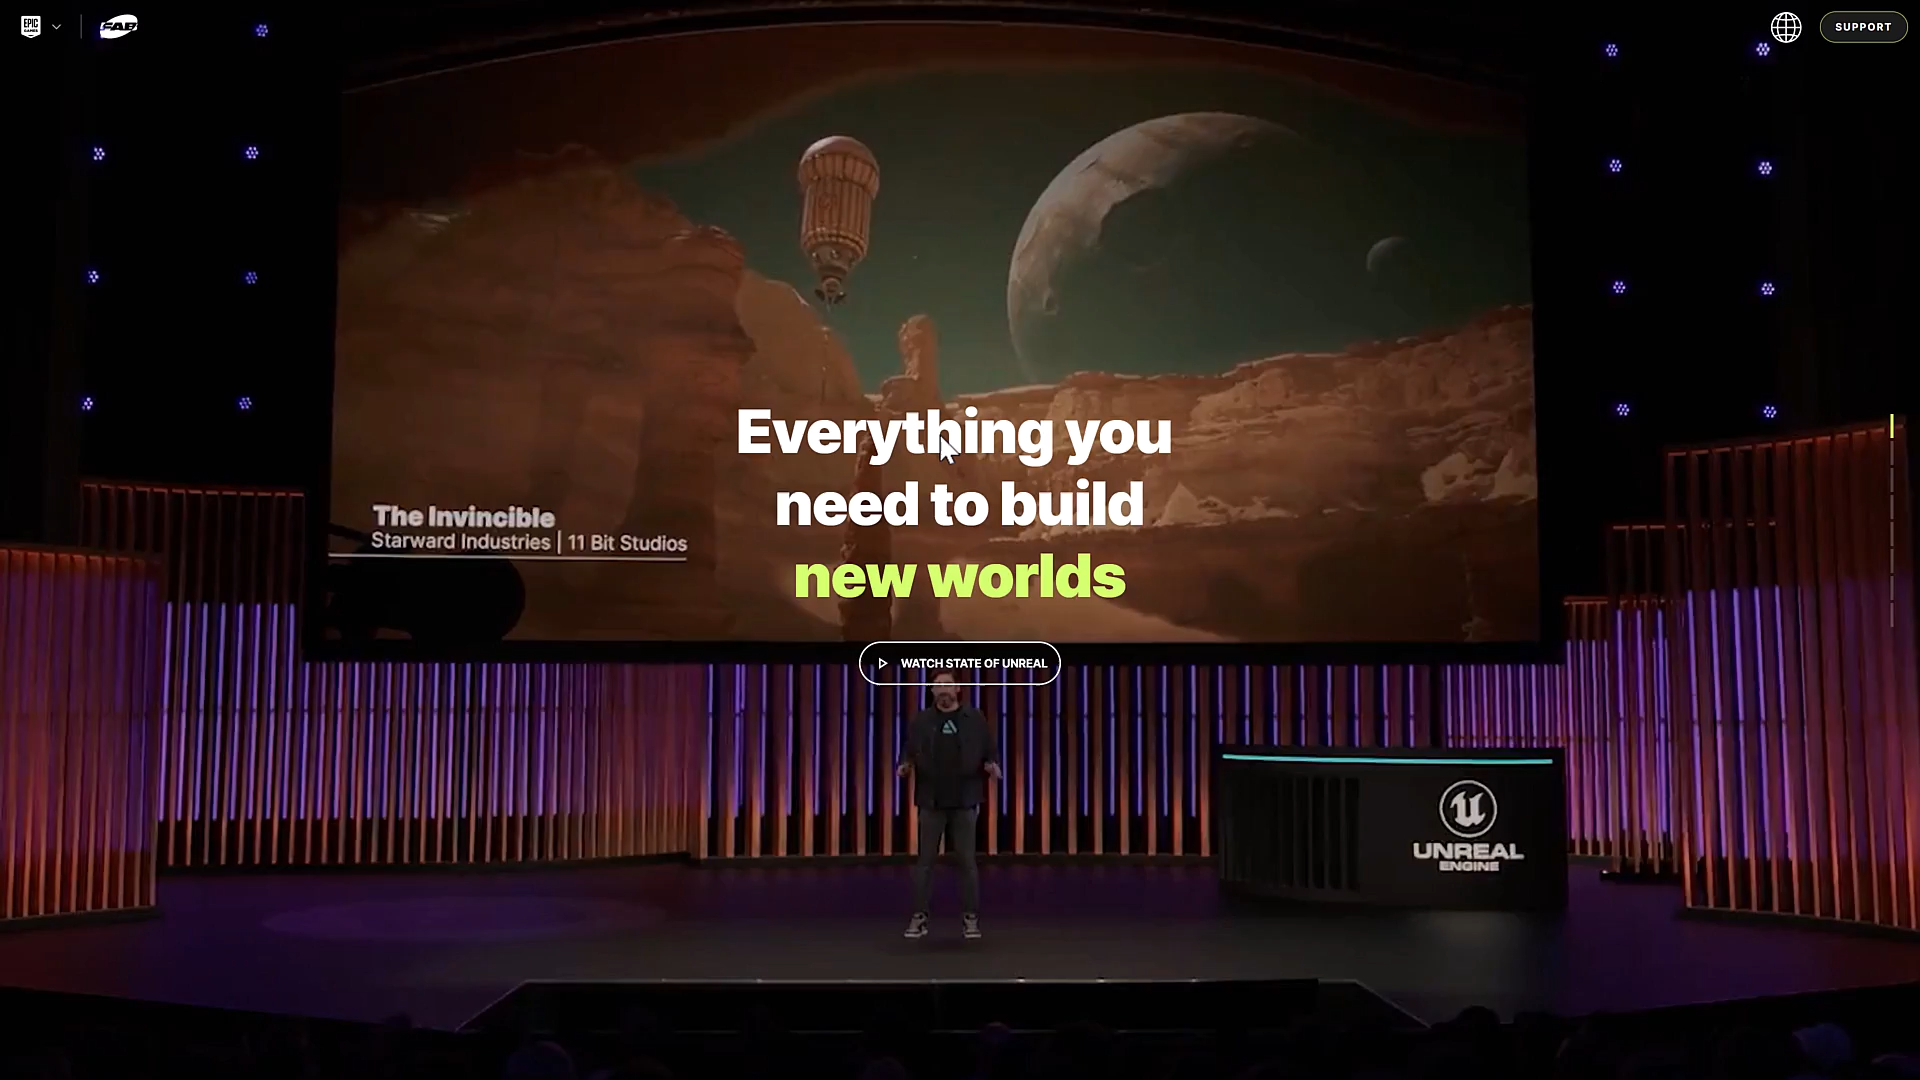 EPIC
GAMES
FAB
SUPPORT
Everything you
need to build
new worlds
The Invincible
Starward Industries | 11 Bit Studios
WATCH STATE OF UNREAL
UNREAL
ENGINE